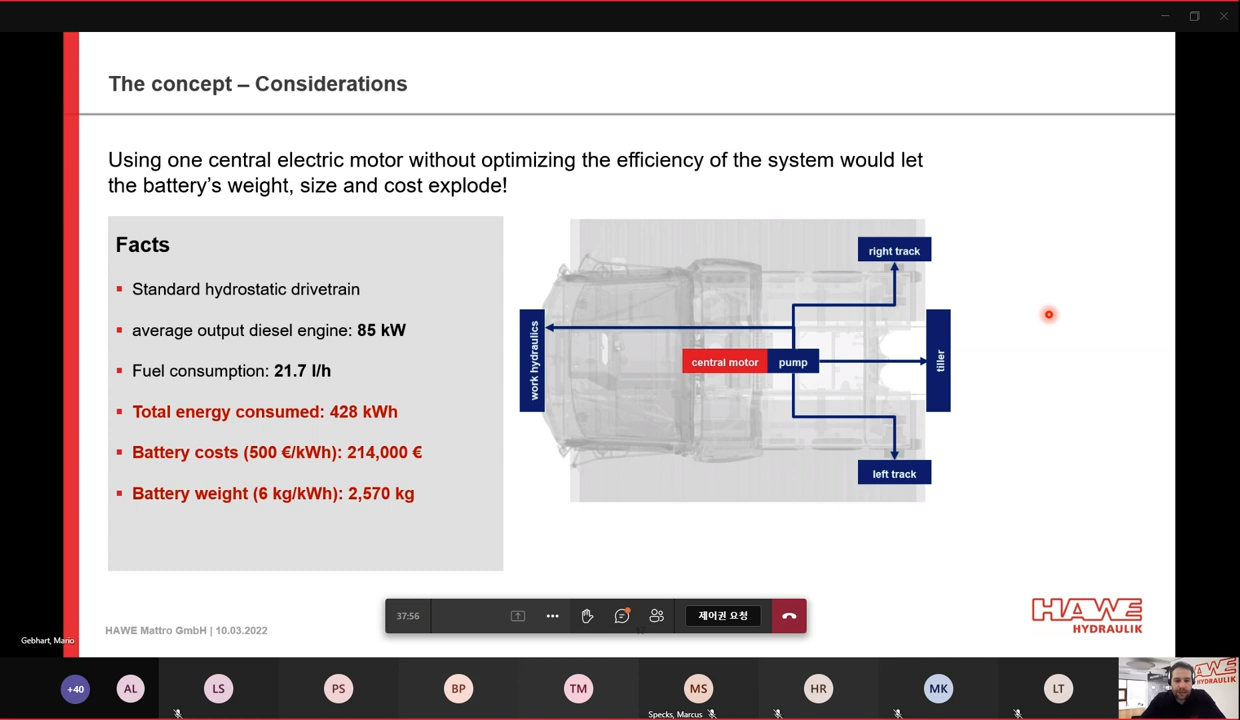 The concept – Considerations
Using one central electric motor without optimizing the efficiency of the system would let
the battery's weight, size and cost explode!
Facts
Standard hydrostatic drivetrain
average output diesel engine: 85 kW
Fuel consumption: 21.7 l/h
Total energy consumed: 428 kWh
Battery costs (500 €/kWh): 214,000 €
Battery weight (6 kg/kWh): 2,570 kg
right track
work hydraulics
central motor
pump
tiller
left track
37:56
제어권 요청
HAWE Mattro GmbH | 10.03.2022
HAWE
HYDRAULIK
Gebhart, Mario
+40
AL
LS
PS
BP
TM
MS
Specks, Marcus
HR
MK
LT
HAWE
HYDRAULIK